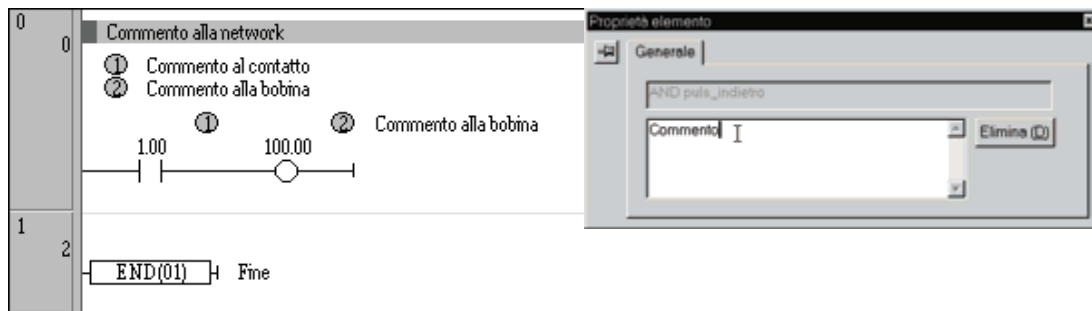 0
0
Commento alla network
1 Commento al contatto
2 Commento alla bobina
1 2 Commento alla bobina
1.00 100.00
1
2
END(01) Fine
Proprietà elemento
Generale
AND puls_indietro
Commento
Elimina (D)